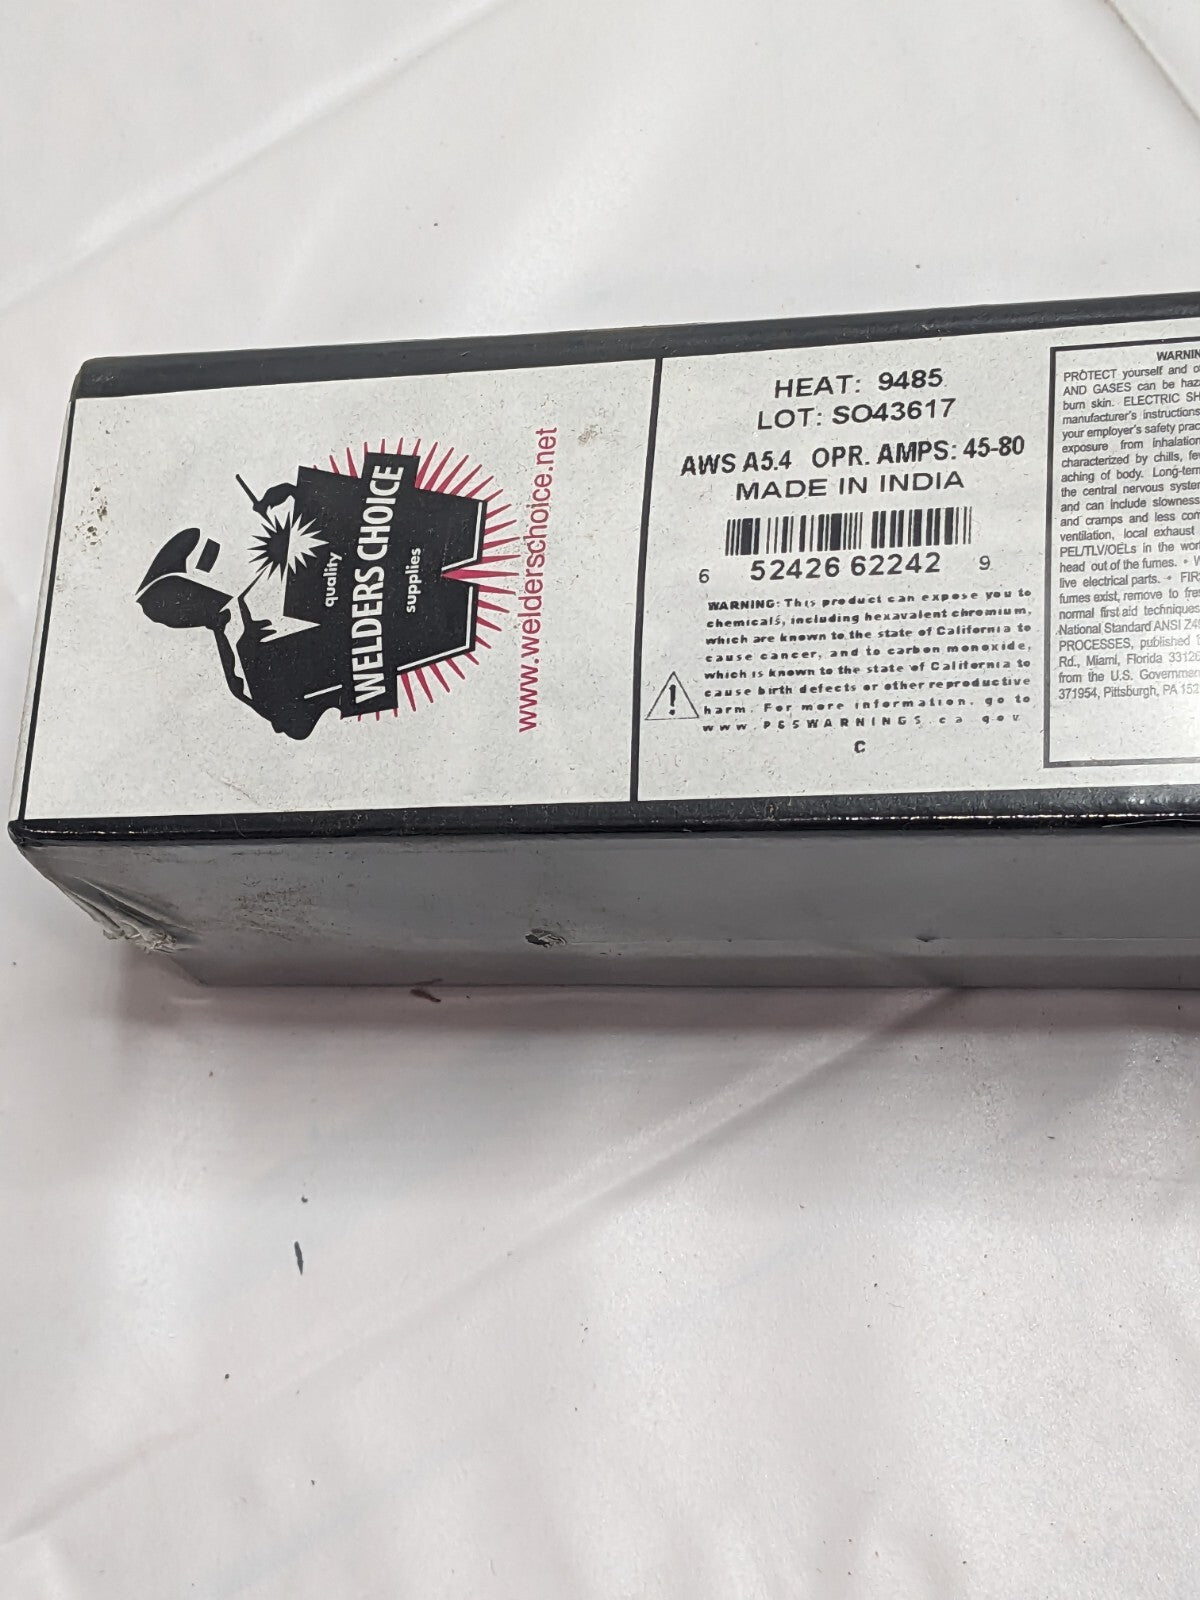 quality
WELDERS CHOICE
supplies
www.welderschoice.net
HEAT: 9485
LOT: SO43617
AWS A5.4 OPR. AMPS: 45-80
MADE IN INDIA
6 52426 62242 9
WARNING: This product can expose you to
chemicals, including hexavalent chromium,
which are known to the state of California to
cause cancer, and to carbon monoxide,
which is known to the state of California to
cause birth defects or other reproductive
harm. For more information, go to
www.P65WARNINGS.ca.gov
C
PROTECT yourself and
AND GASES can be
burn skin. ELECTRIC
manufacturer's instructions
your employer's safety
exposure from inhalation
characterized by chills,
aching of body.
the central nervous
and can include slowness
and cramps and less
ventilation, local exhaust
PEL/TLV/OELs in the
head out of the fumes. •
live electrical parts. •
fumes exist, remove to
normal first aid techniques
National Standard ANSI
PROCESSES, published
Rd., Miami, Florida
from the U.S.
371954, Pittsburgh, PA